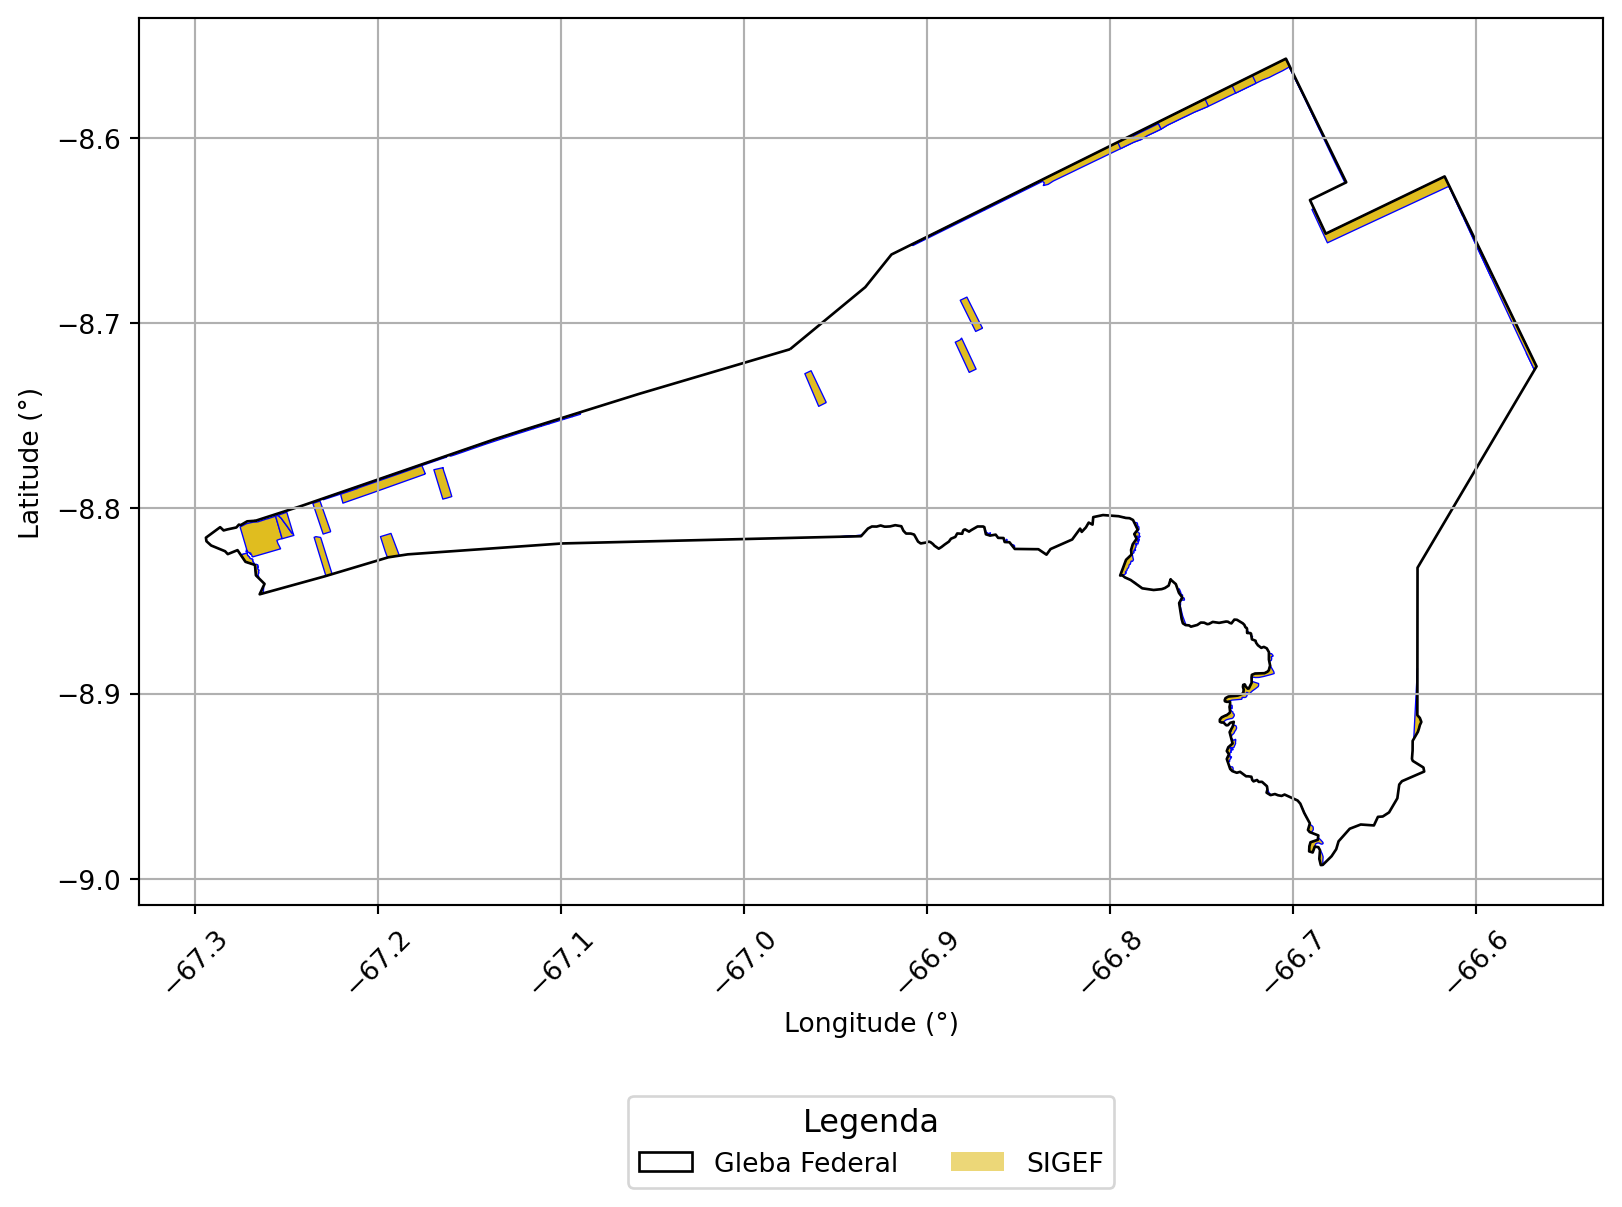 −8.6
−8.7
−8.8
−8.9
−9.0
Latitude (°)
−67.3
−67.2
−67.1
−67.0
−66.9
−66.8
−66.7
−66.6
Longitude (°)
Legenda
Gleba Federal
SIGEF